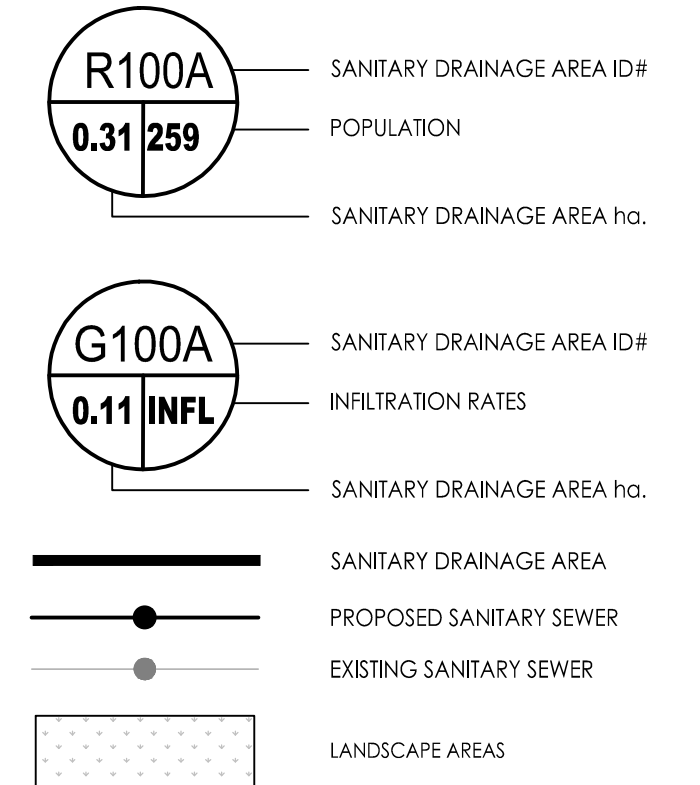 R100A
SANITARY DRAINAGE AREA ID#
0.31 259
POPULATION
SANITARY DRAINAGE AREA ha.
G100A
SANITARY DRAINAGE AREA ID#
0.11 INFL
INFILTRATION RATES
SANITARY DRAINAGE AREA ha.
SANITARY DRAINAGE AREA
PROPOSED SANITARY SEWER
EXISTING SANITARY SEWER
LANDSCAPE AREAS